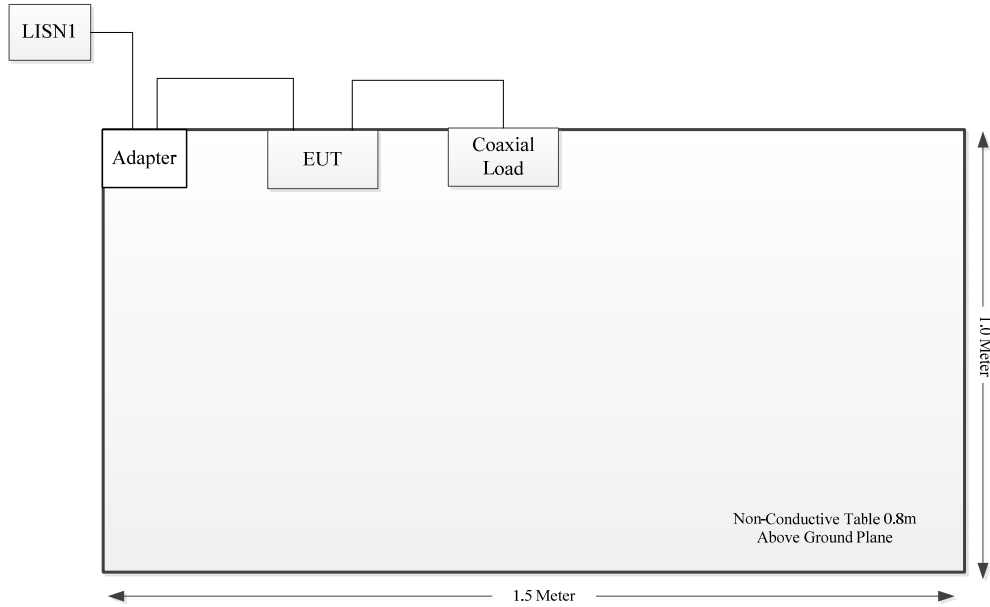 LISN1
Adapter
EUT
Coaxial
Load
1.0 Meter
Non-Conductive Table 0.8m
Above Ground Plane
1.5 Meter